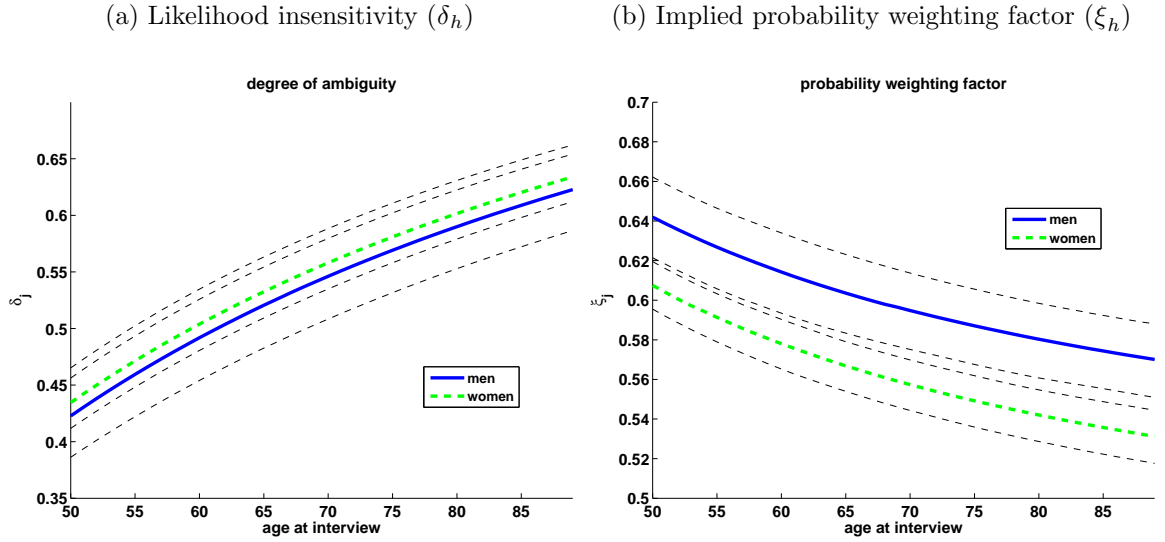 (a) Likelihood insensitivity (δ_h)
(b) Implied probability weighting factor (ξ_h)
degree of ambiguity
0.65
0.6
0.55
0.5
0.45
0.4
0.35
δ_j
50 55 60 65 70 75 80 85
age at interview
men
women
probability weighting factor
0.7
0.68
0.66
0.64
0.62
0.6
0.58
0.56
0.54
0.52
0.5
ξ_j
50 55 60 65 70 75 80 85
age at interview
men
women